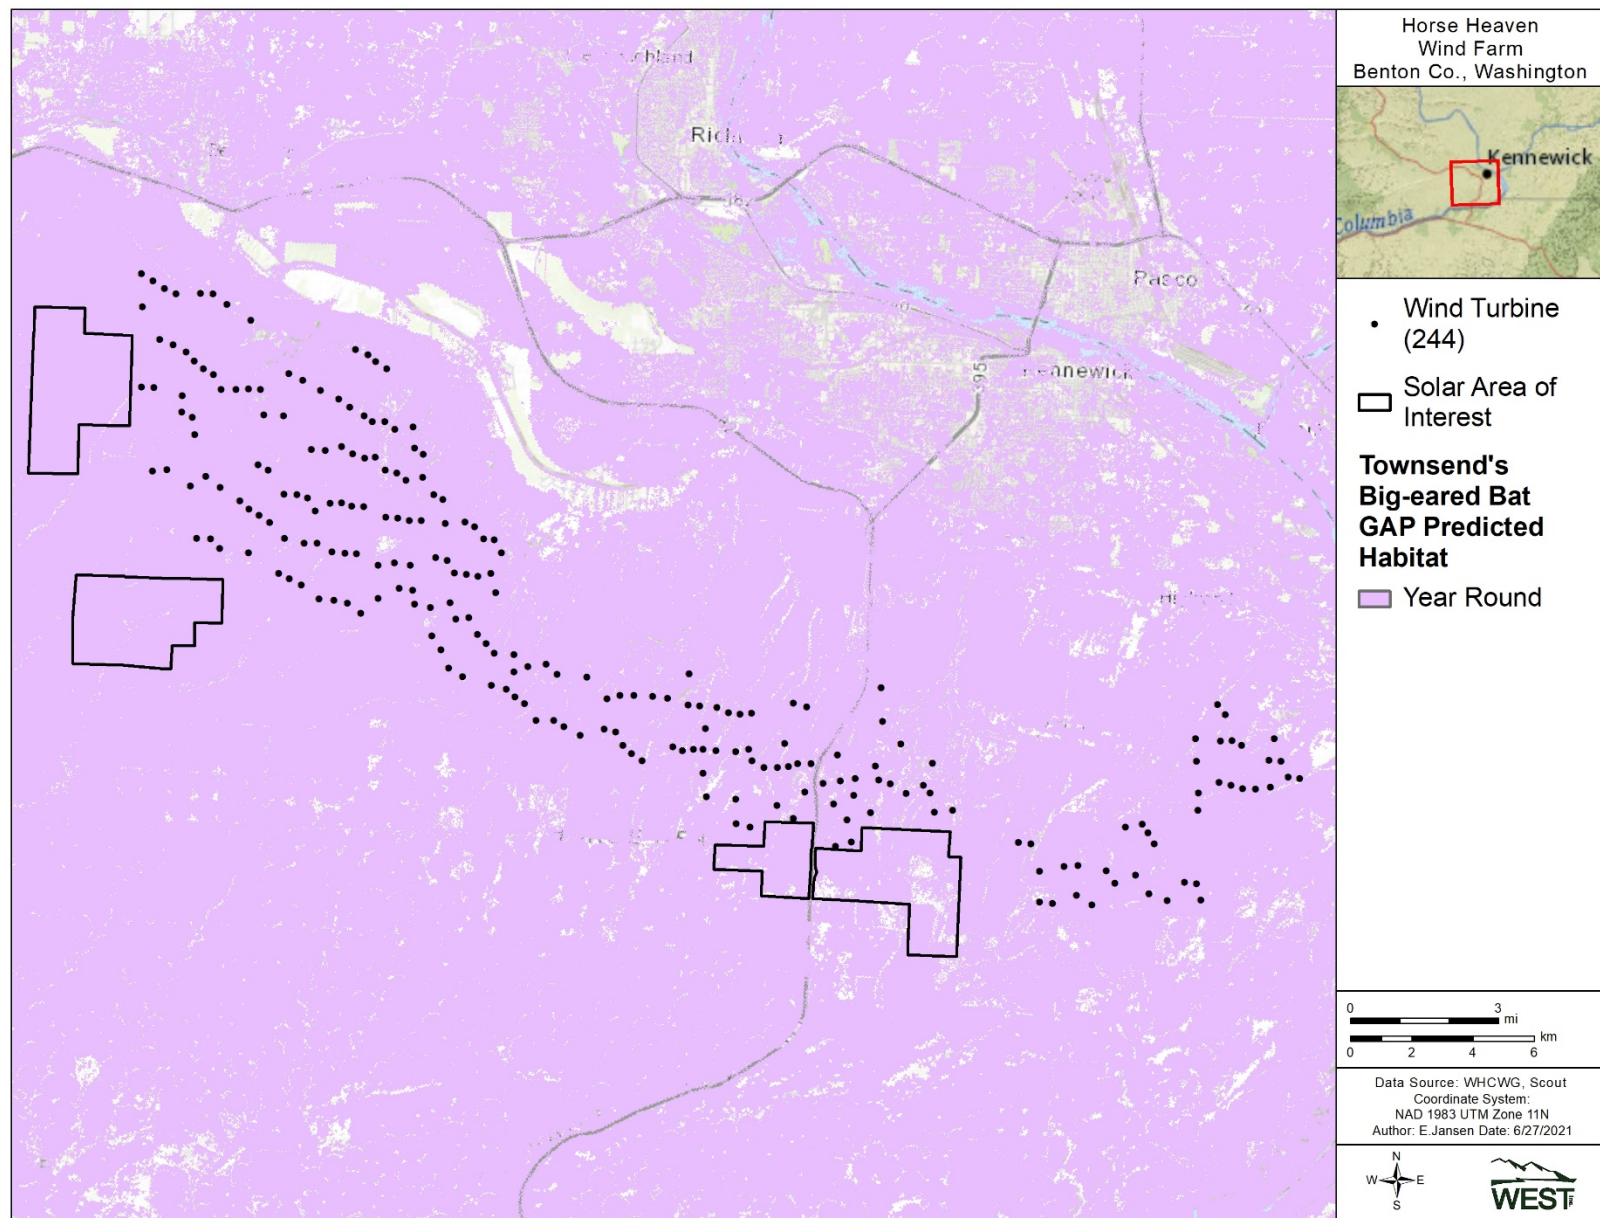 Horse Heaven
Wind Farm
Benton Co., Washington
Kennewick
Columbia
Wind Turbine
(244)
Solar Area of
Interest
Townsend's
Big-eared Bat
GAP Predicted
Habitat
Year Round
0 3
mi
km
0 2 4 6
Data Source: WHCWG, Scout
Coordinate System:
NAD 1983 UTM Zone 11N
Author: E.Jansen Date: 6/27/2021
N
W E
S
WEST
Pasco
395